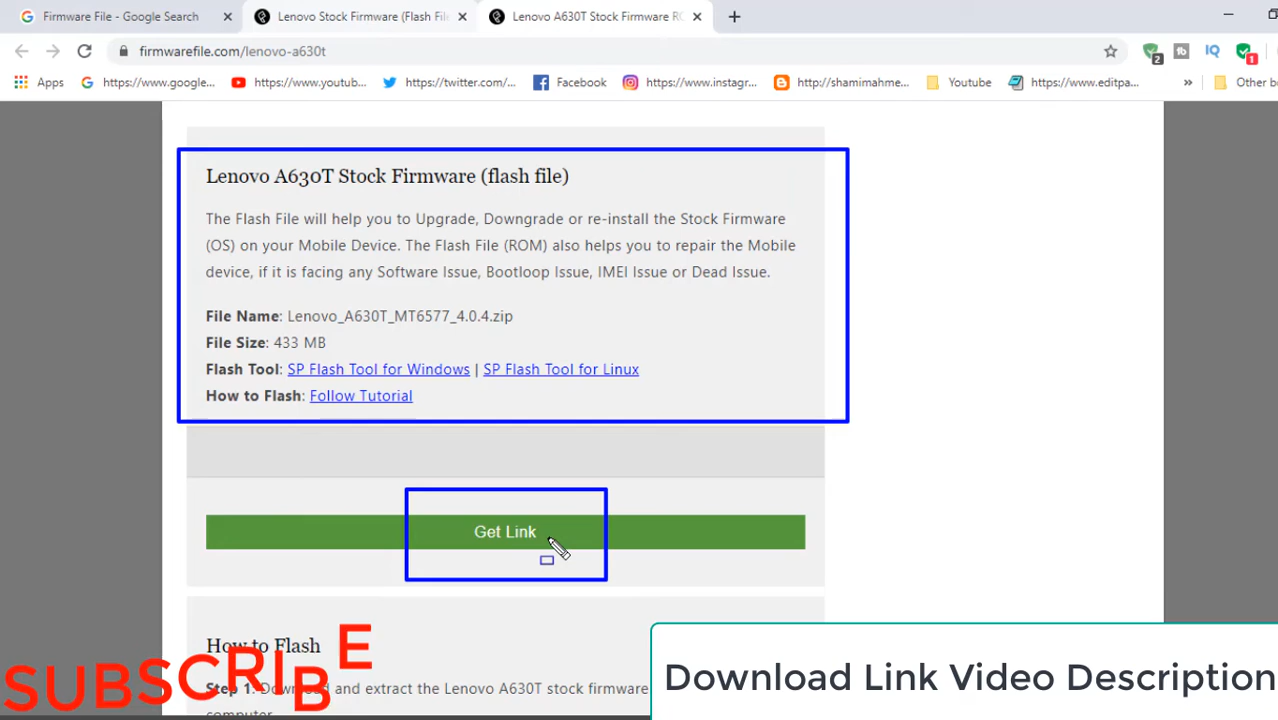 Firmware File - Google Search
Lenovo Stock Firmware (Flash Fil
Lenovo A630T Stock Firmware R
firmwarefile.com/lenovo-a630t
2
IQ
1
Apps
https://www.google...
https://www.youtub...
https://twitter.com/...
Facebook
https://www.instagr...
http://shamimahme...
Youtube
https://www.editpa...
»
Other b
Lenovo A630T Stock Firmware (flash file)
The Flash File will help you to Upgrade, Downgrade or re-install the Stock Firmware
(OS) on your Mobile Device. The Flash File (ROM) also helps you to repair the Mobile
device, if it is facing any Software Issue, Bootloop Issue, IMEI Issue or Dead Issue.
File Name: Lenovo_A630T_MT6577_4.0.4.zip
File Size: 433 MB
Flash Tool: SP Flash Tool for Windows | SP Flash Tool for Linux
How to Flash: Follow Tutorial
Get Link
How to Flash
Step 1: Download and extract the Lenovo A630T stock firmware
computer.
SUBSCRIBE
Download Link Video Description